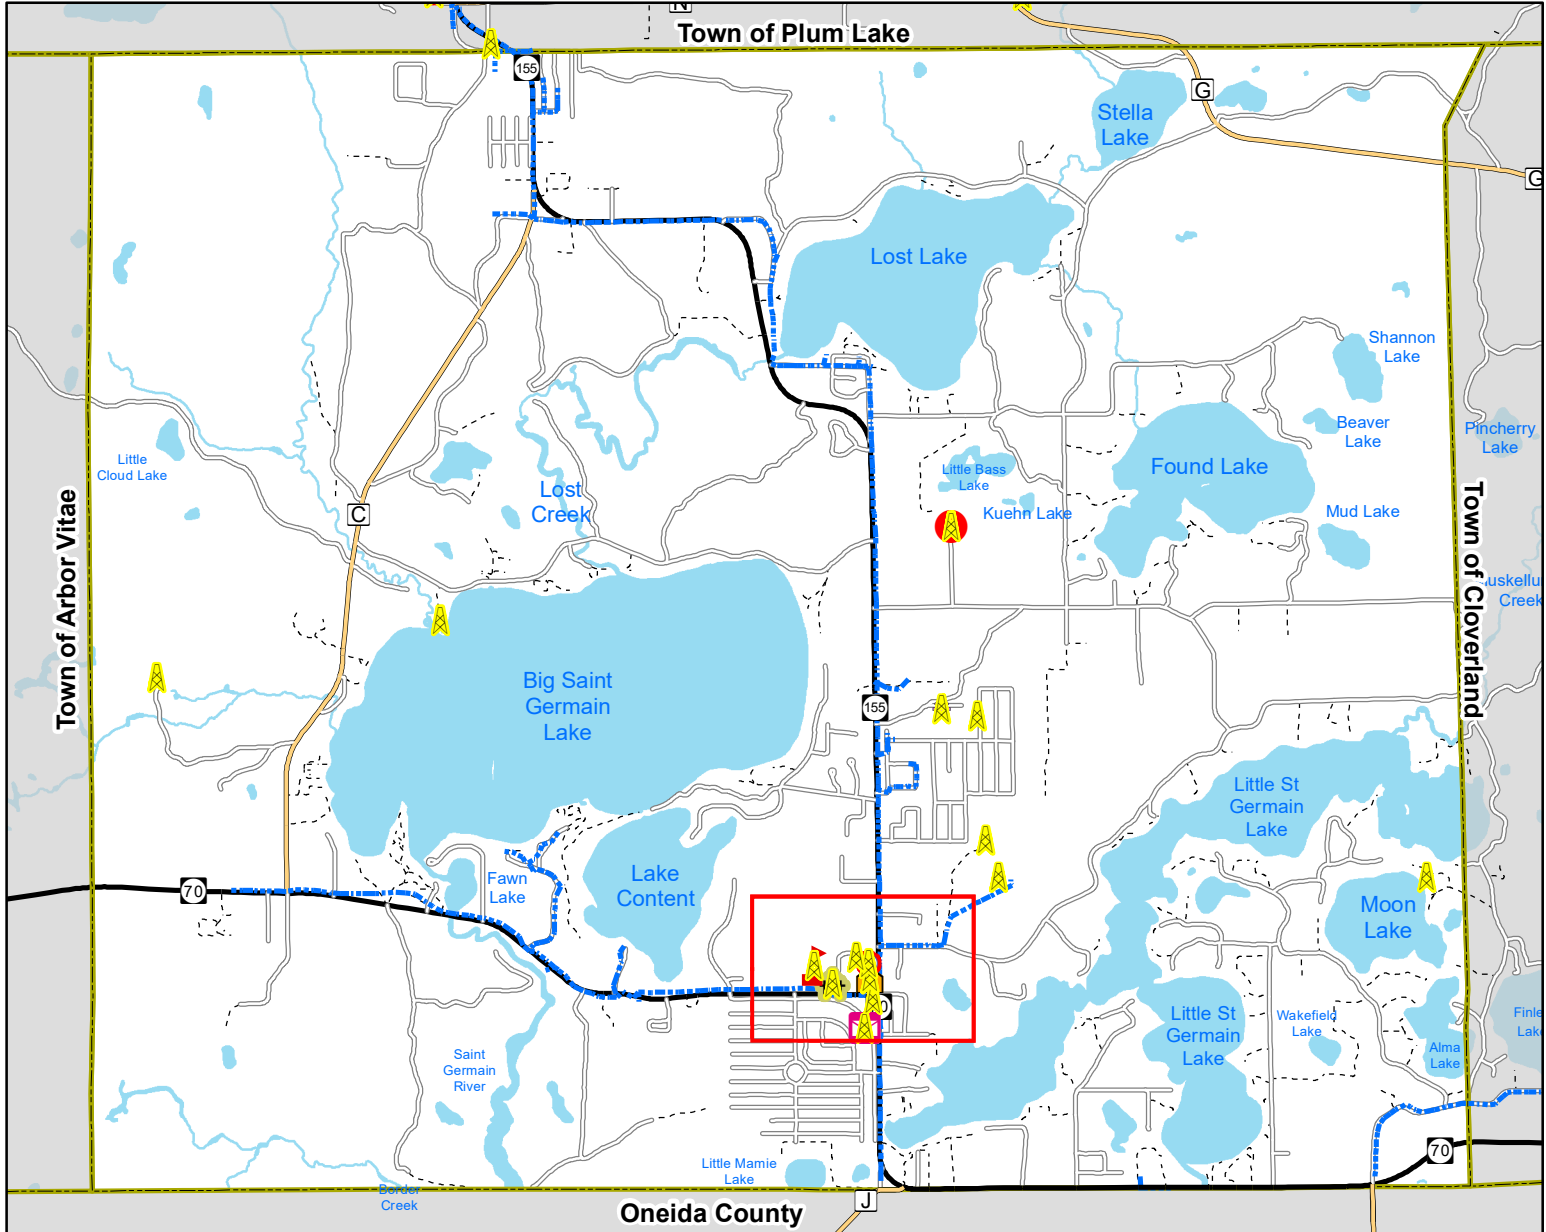 N
Town of Plum Lake
155
G
Stella
Lake
G
Lost Lake
Shannon
Lake
Beaver
Lake
Pincherry
Lake
Little
Cloud Lake
Found Lake
Little Bass
Lake
Lost
Creek
C
Kuehn Lake
Mud Lake
Town of Arbor Vitae
Town of Cloverland
Creek
Big Saint
Germain
Lake
155
Little St
Germain
Lake
70
Fawn
Lake
Lake
Content
Moon
Lake
Little St
Germain
Lake
Wakefield
Lake
Alma
Lake
Saint
Germain
River
Little Mamie
Lake
70
Border
Creek
J
Oneida County